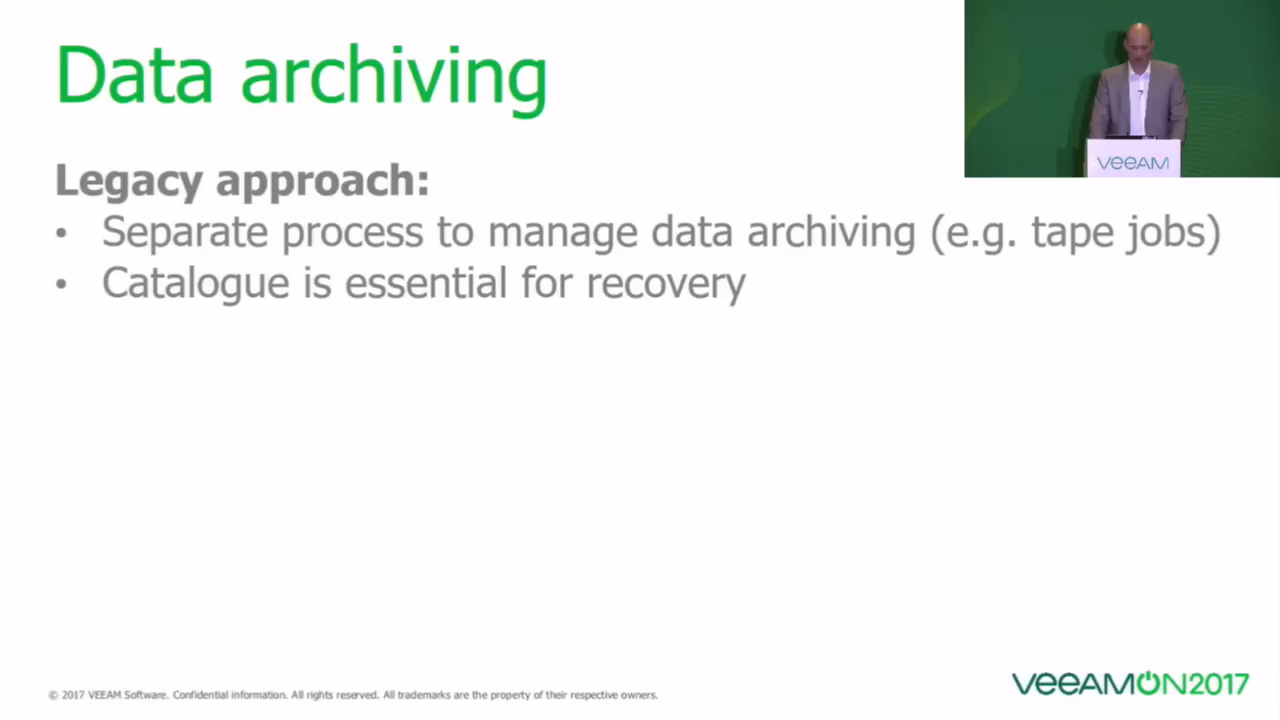 Data archiving
VEEAM
Legacy approach:
• Separate process to manage data archiving (e.g. tape jobs)
• Catalogue is essential for recovery
© 2017 VEEAM Software. Confidential information. All rights reserved. All trademarks are the property of their respective owners.
VEEAMON2017